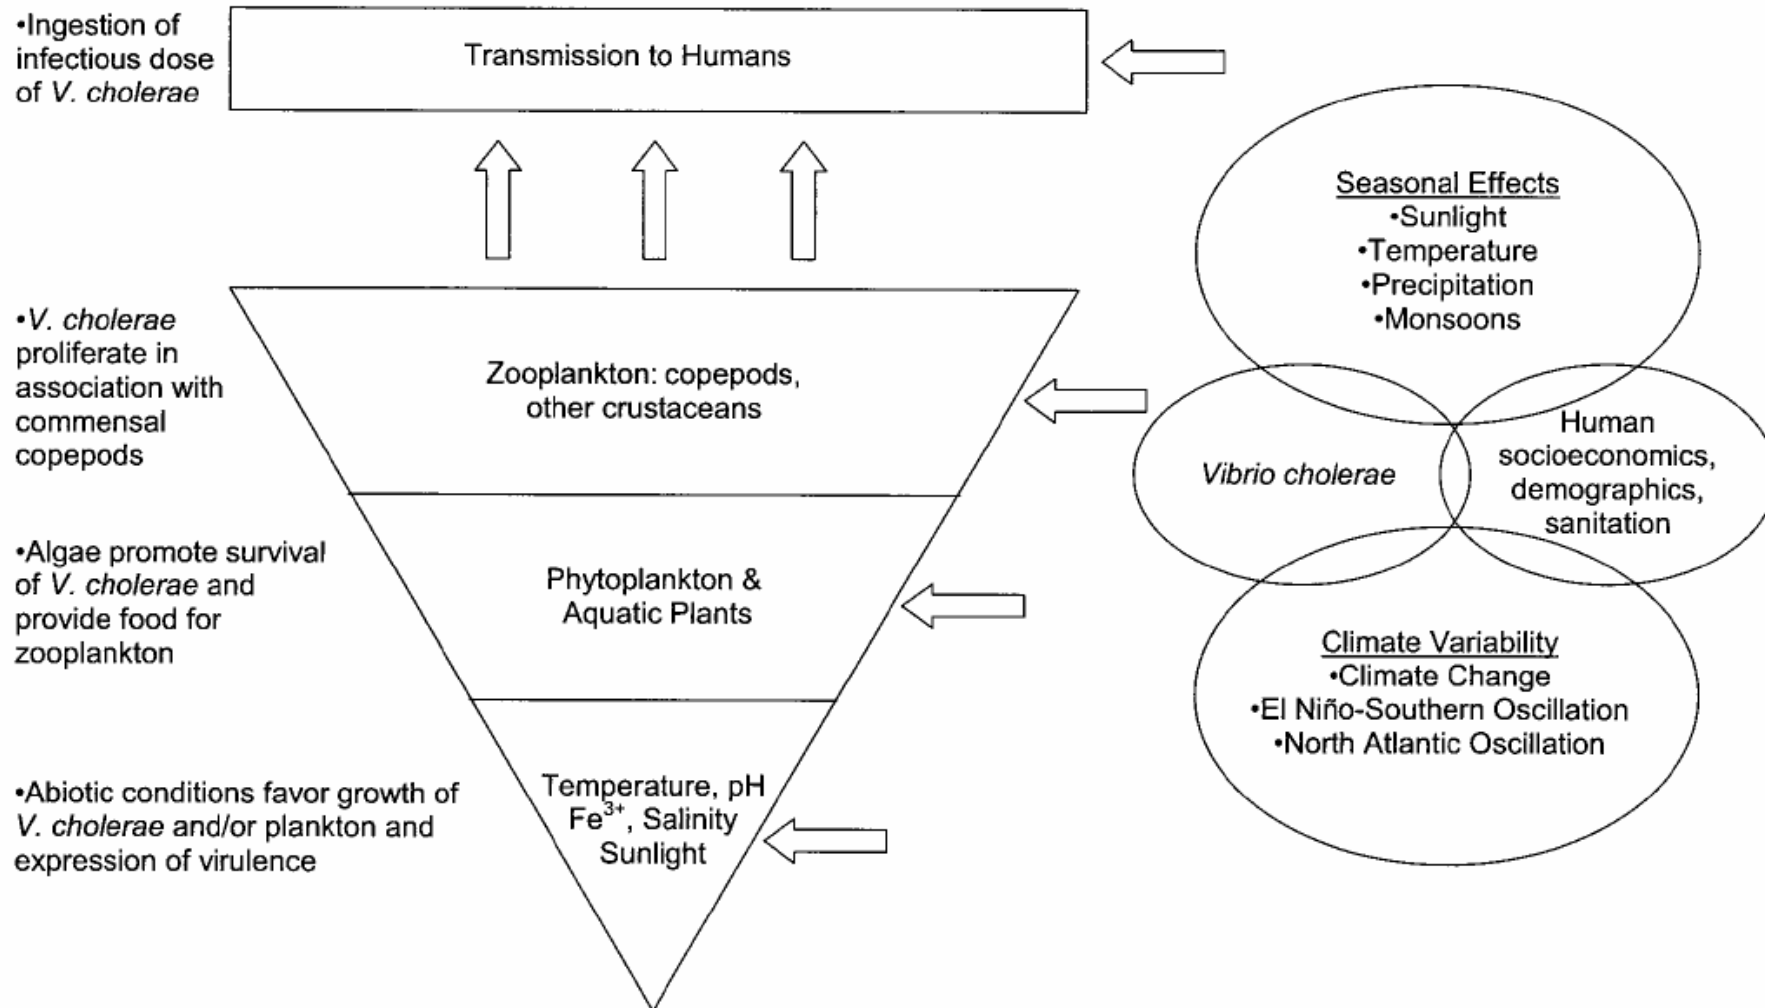 •Ingestion of
infectious dose
of V. cholerae
Transmission to Humans
•V. cholerae
proliferate in
association with
commensal
copepods
Zooplankton: copepods,
other crustaceans
•Algae promote survival
of V. cholerae and
provide food for
zooplankton
Phytoplankton &
Aquatic Plants
•Abiotic conditions favor growth of
V. cholerae and/or plankton and
expression of virulence
Temperature, pH
Fe³⁺, Salinity
Sunlight
Seasonal Effects
•Sunlight
•Temperature
•Precipitation
•Monsoons
Vibrio cholerae
Human
socioeconomics,
demographics,
sanitation
Climate Variability
•Climate Change
•El Niño-Southern Oscillation
•North Atlantic Oscillation